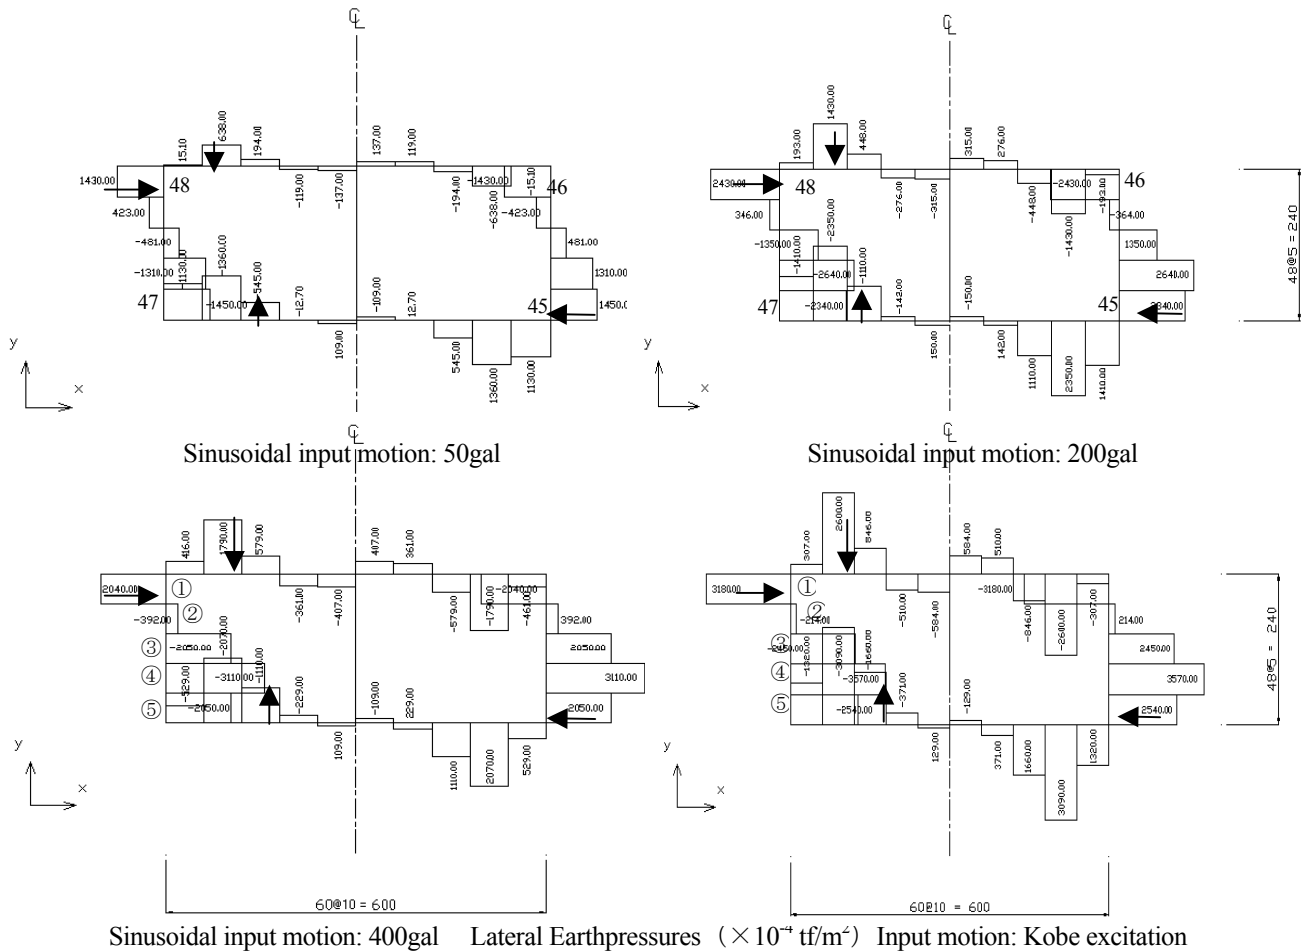 ℄ ℄
15.10 638.00 194.00 137.00 119.00
1430.00 48 -119.00 -137.00 -194.00 -1430.00 -638.00 -15.10 46
423.00 -423.00
-481.00 481.00
-1310.00 1130.00 -1360.00 1310.00
47 -1450.00 545.00 -12.70 -109.00 12.70 45 1450.00
109.00 545.00 1360.00 1130.00
y
x
193.00 1430.00 448.00 315.00 276.00
2430.00 48 -276.00 -315.00 -448.00 -2430.00 -1430.00 -193.00 46
346.00 -364.00
-1350.00 -2350.00 1350.00
-1410.00 -2640.00 -1110.00 2640.00
47 -2340.00 -142.00 -150.00 45 2340.00
150.00 142.00 1110.00 2350.00 1410.00
48@5 = 240
y
x
Sinusoidal input motion: 50gal Sinusoidal input motion: 200gal
℄ ℄
416.00 1790.00 579.00 407.00 361.00
2040.00 ① -361.00 -407.00 -579.00 -1790.00 -2040.00 -461.00
-392.00 ② 392.00
③ -2050.00 -2070.00 2050.00
④ -529.00 -3110.00 -1110.00 3110.00
⑤ -2050.00 -229.00 -109.00 229.00 2050.00
109.00 1110.00 2070.00 529.00
y
x
60@10 = 600
307.00 2600.00 846.00 584.00 510.00
3180.00 ① -510.00 -584.00 -3180.00 -846.00 -2600.00 -307.00
-214.00 ② 214.00
③ -2450.00 -1320.00 -3090.00 -1660.00 2450.00
④ -3570.00 3570.00
⑤ -2540.00 -371.00 -129.00 2540.00
129.00 371.00 1660.00 3090.00 1320.00
48@5 = 240
y
x
60@10 = 600
Sinusoidal input motion: 400gal Lateral Earthpressures （×10⁻⁴ tf/m²） Input motion: Kobe excitation